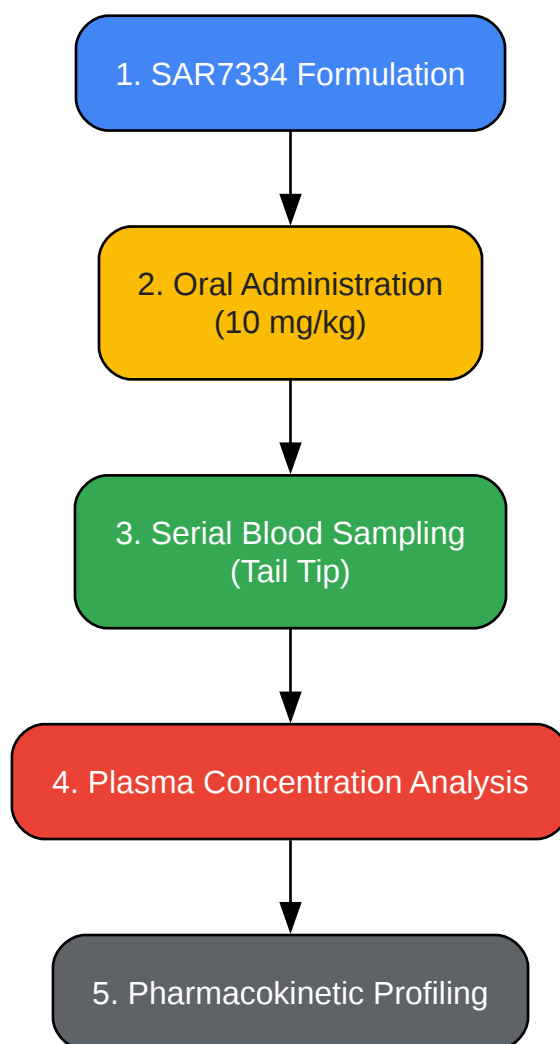 1. SAR7334 Formulation
2. Oral Administration
(10 mg/kg)
3. Serial Blood Sampling
(Tail Tip)
4. Plasma Concentration Analysis
5. Pharmacokinetic Profiling